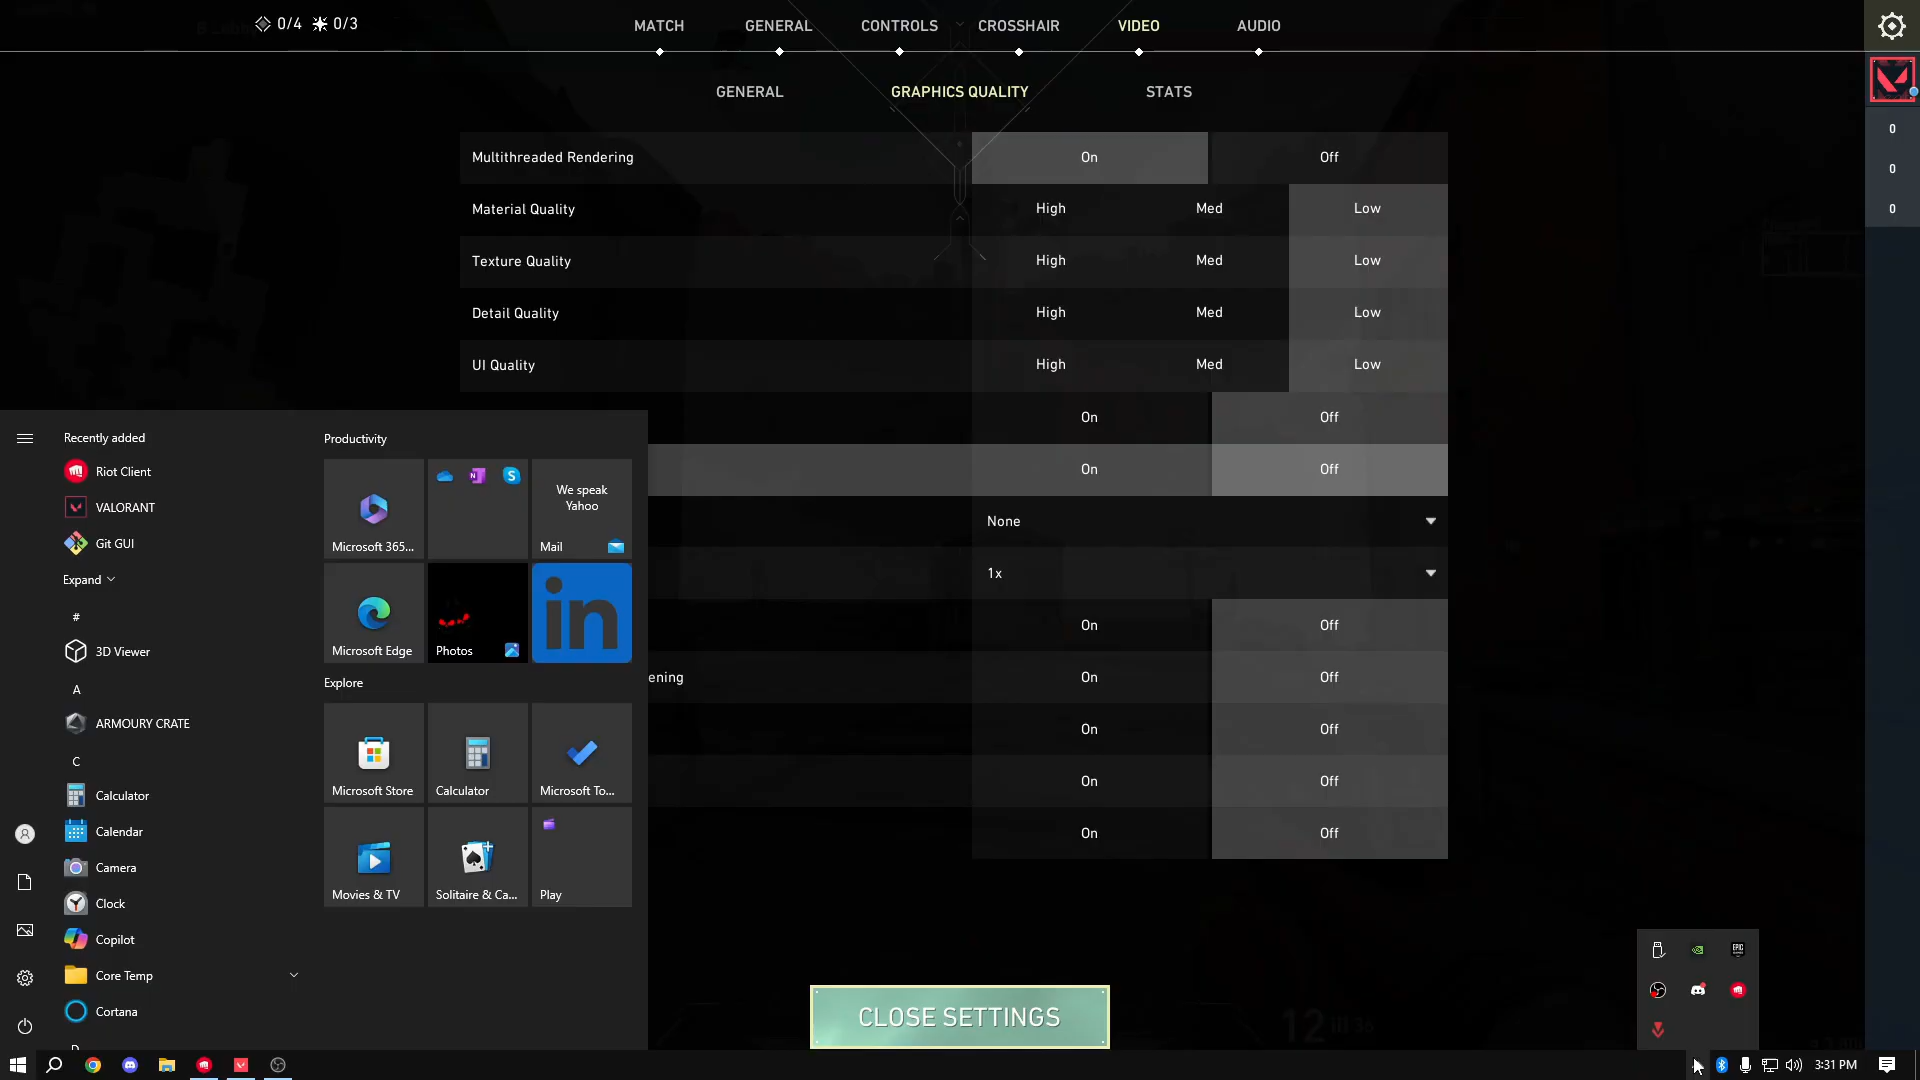 0/4 0/3
MATCH GENERAL CONTROLS CROSSHAIR VIDEO AUDIO
GENERAL GRAPHICS QUALITY STATS
Multithreaded Rendering On Off
Material Quality High Med Low
Texture Quality High Med Low
Detail Quality High Med Low
UI Quality High Med Low
On Off
On Off
None
1x
On Off
ening On Off
On Off
On Off
On Off
CLOSE SETTINGS
0
0
0
Recently added
Riot Client
VALORANT
Git GUI
Expand
#
3D Viewer
A
ARMOURY CRATE
C
Calculator
Calendar
Camera
Clock
Copilot
Core Temp
Cortana
Productivity
Microsoft 365...
We speak
Yahoo
Mail
Microsoft Edge
Photos
in
Explore
Microsoft Store
Calculator
Microsoft To...
Movies & TV
Solitaire & Ca...
Play
EPIC
12 36
3:31 PM